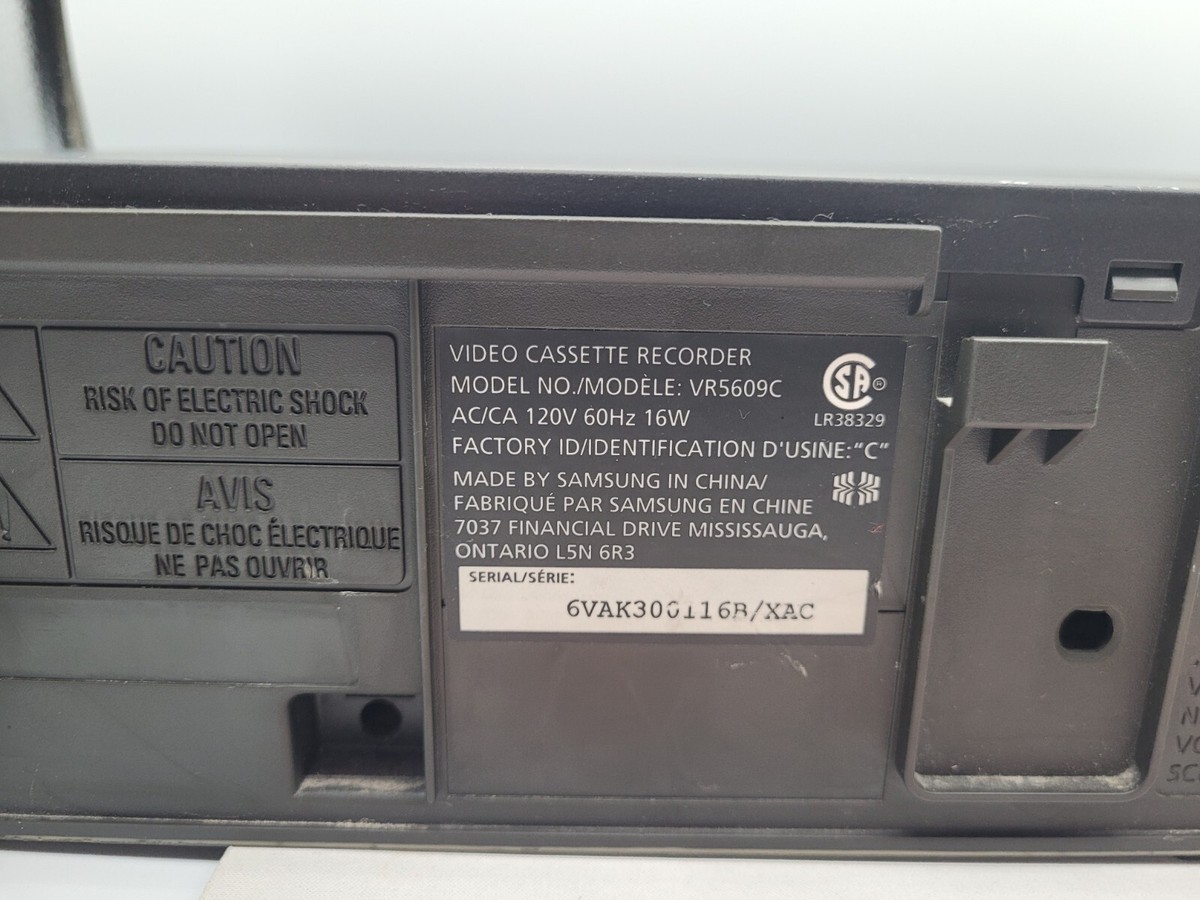 CAUTION
RISK OF ELECTRIC SHOCK
DO NOT OPEN
AVIS
RISQUE DE CHOC ÉLECTRIQUE
NE PAS OUVRIR
VIDEO CASSETTE RECORDER
MODEL NO./MODÈLE: VR5609C
AC/CA 120V 60Hz 16W
FACTORY ID/IDENTIFICATION D'USINE:"C"
MADE BY SAMSUNG IN CHINA/
FABRIQUÉ PAR SAMSUNG EN CHINE
7037 FINANCIAL DRIVE MISSISSAUGA,
ONTARIO L5N 6R3
SA®
LR38329
SERIAL/SÉRIE:
6VAK300116B/XAC